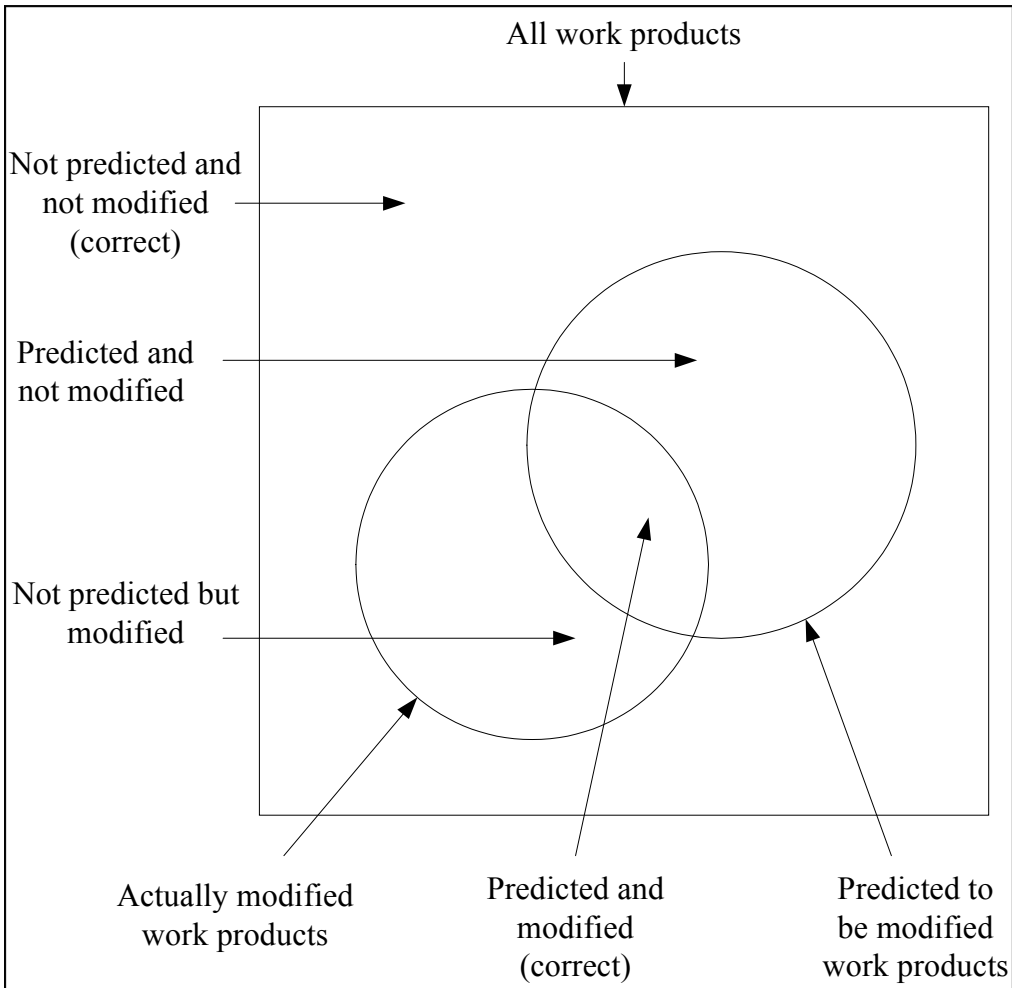 All work products
Not predicted and
not modified
(correct)
Predicted and
not modified
Not predicted but
modified
Actually modified
work products
Predicted and
modified
(correct)
Predicted to
be modified
work products